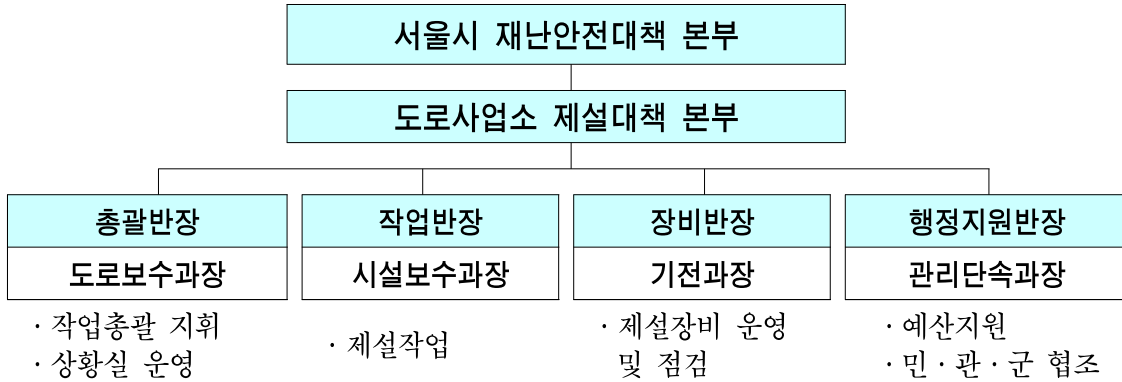 서울시 재난안전대책 본부
도로사업소 제설대책 본부
총괄반장
도로보수과장
· 작업총괄 지휘
· 상황실 운영
작업반장
시설보수과장
· 제설작업
장비반장
기전과장
· 제설장비 운영
및 점검
행정지원반장
관리단속과장
· 예산지원
· 민 · 관 · 군 협조